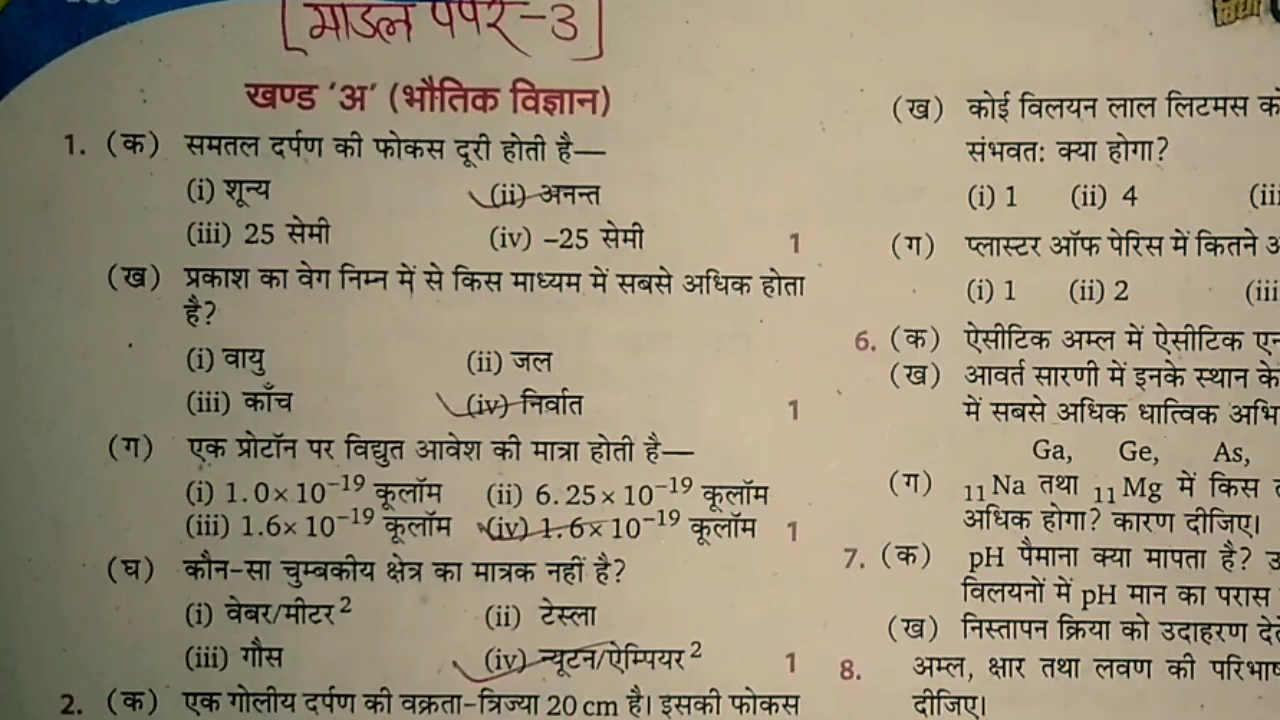 [माडल पेपर-3]
खण्ड 'अ' (भौतिक विज्ञान)
1. (क) समतल दर्पण की फोकस दूरी होती है—
(i) शून्य (ii) अनन्त
(iii) 25 सेमी (iv) -25 सेमी 1
(ख) प्रकाश का वेग निम्न में से किस माध्यम में सबसे अधिक होता
है?
(i) वायु (ii) जल
(iii) काँच (iv) निर्वात 1
(ग) एक प्रोटॉन पर विद्युत आवेश की मात्रा होती है—
(i) 1.0×10⁻¹⁹ कूलॉम (ii) 6.25×10⁻¹⁹ कूलॉम
(iii) 1.6×10⁻¹⁹ कूलॉम (iv) 1.6×10⁻¹⁹ कूलॉम 1
(घ) कौन-सा चुम्बकीय क्षेत्र का मात्रक नहीं है?
(i) वेबर/मीटर² (ii) टेस्ला
(iii) गौस (iv) न्यूटन/ऐम्पियर² 1
2. (क) एक गोलीय दर्पण की वक्रता-त्रिज्या 20 cm है। इसकी फोकस
(ख) कोई विलयन लाल लिटमस
संभवतः क्या होगा?
(i) 1 (ii) 4
(ग) प्लास्टर ऑफ पेरिस में कितने
(i) 1 (ii) 2
6. (क) ऐसीटिक अम्ल में ऐसीटिक
(ख) आवर्त सारणी में इनके स्थान के
में सबसे अधिक धात्विक
Ga, Ge, As,
(ग) ₁₁Na तथा ₁₁Mg में किस
अधिक होगा? कारण दीजिए।
7. (क) pH पैमाना क्या मापता है?
विलयनों में pH मान का परास
(ख) निस्तापन क्रिया को उदाहरण
8. अम्ल, क्षार तथा लवण की
दीजिए।